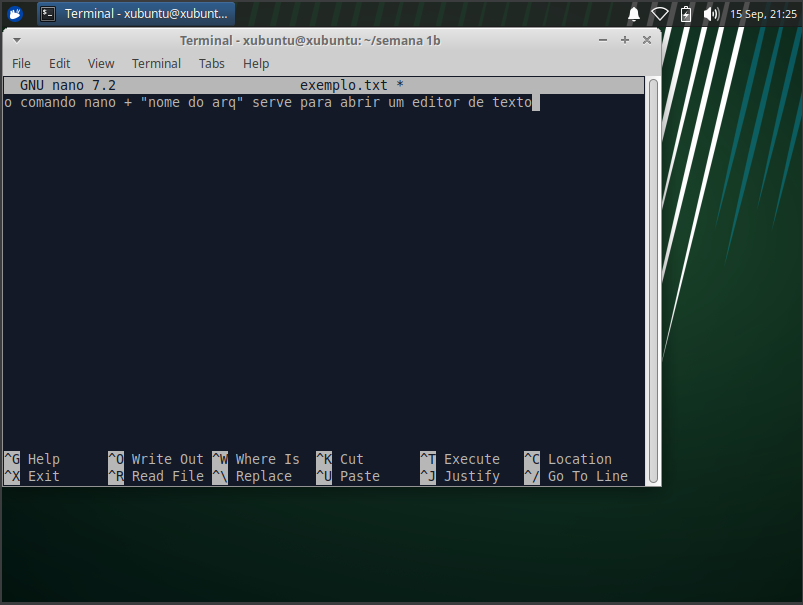 Terminal - xubuntu@xubunt...
15 Sep, 21:25
Terminal - xubuntu@xubuntu: ~/semana 1b
File Edit View Terminal Tabs Help
GNU nano 7.2 exemplo.txt *
o comando nano + "nome do arq" serve para abrir um editor de texto
^G Help ^O Write Out ^W Where Is ^K Cut ^T Execute ^C Location
^X Exit ^R Read File ^\ Replace ^U Paste ^J Justify ^/ Go To Line